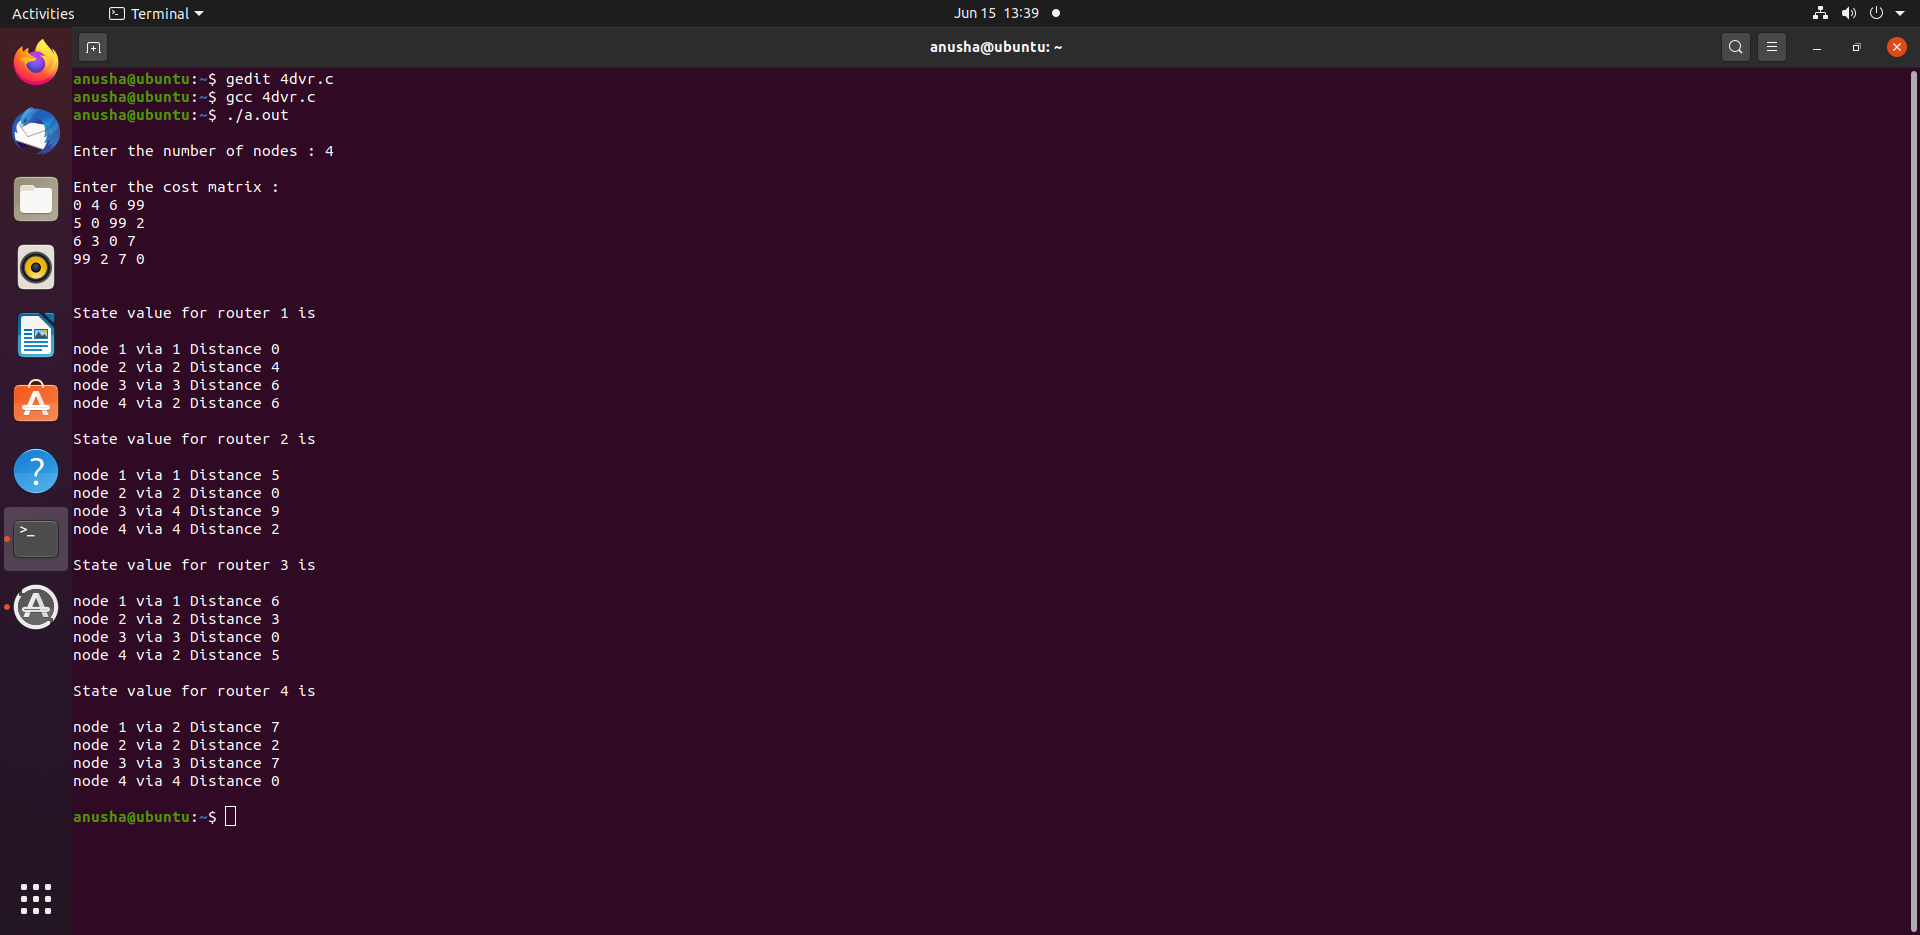 Activities
Terminal
Jun 15 13:39
anusha@ubuntu: ~
anusha@ubuntu:~$ gedit 4dvr.c
anusha@ubuntu:~$ gcc 4dvr.c
anusha@ubuntu:~$ ./a.out
Enter the number of nodes : 4
Enter the cost matrix :
0 4 6 99
5 0 99 2
6 3 0 7
99 2 7 0
State value for router 1 is
node 1 via 1 Distance 0
node 2 via 2 Distance 4
node 3 via 3 Distance 6
node 4 via 2 Distance 6
State value for router 2 is
node 1 via 1 Distance 5
node 2 via 2 Distance 0
node 3 via 4 Distance 9
node 4 via 4 Distance 2
State value for router 3 is
node 1 via 1 Distance 6
node 2 via 2 Distance 3
node 3 via 3 Distance 0
node 4 via 2 Distance 5
State value for router 4 is
node 1 via 2 Distance 7
node 2 via 2 Distance 2
node 3 via 3 Distance 7
node 4 via 4 Distance 0
anusha@ubuntu:~$